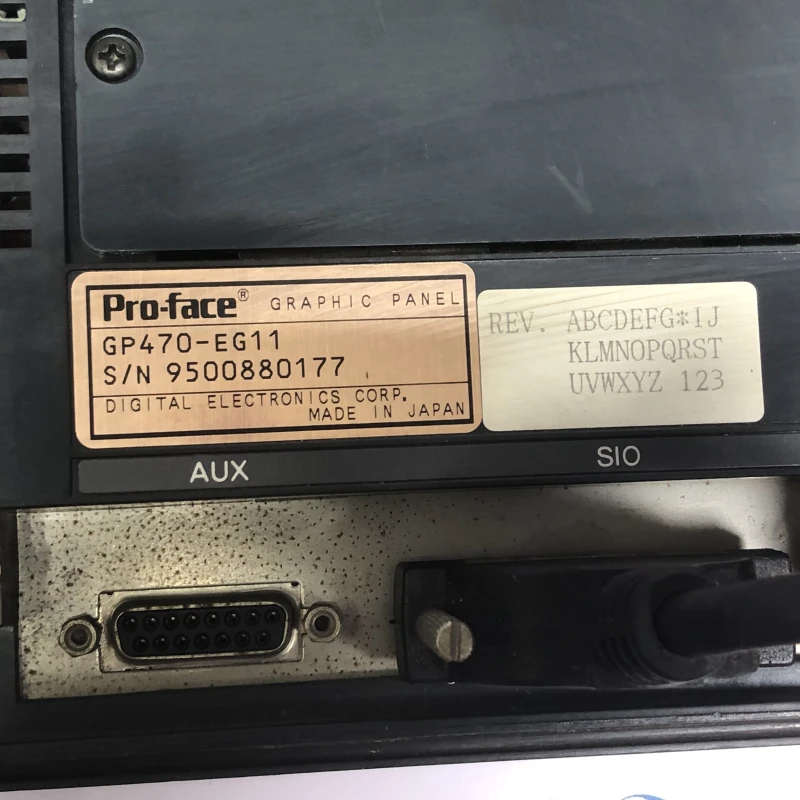 Pro-face® GRAPHIC PANEL
GP470-EG11
S/N 9500880177
DIGITAL ELECTRONICS CORP.
MADE IN JAPAN
REV. ABCDEFG*IJ
KLMNOPQRST
UVWXYZ 123
AUX
SIO